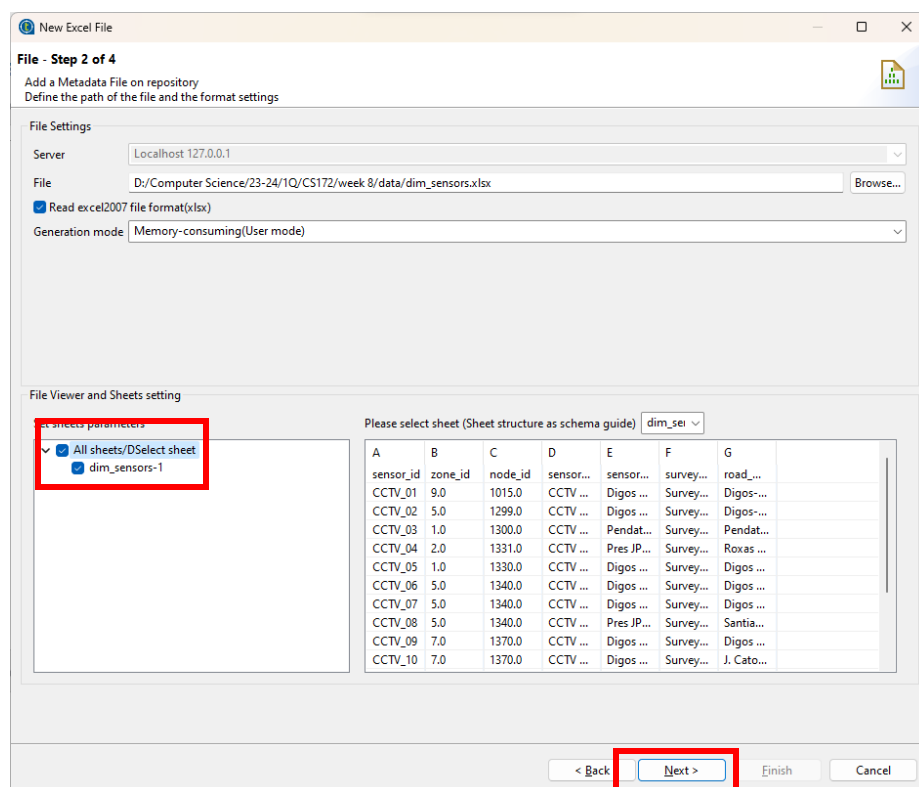 New Excel File
File - Step 2 of 4
Add a Metadata File on repository
Define the path of the file and the format settings
File Settings
Server Localhost 127.0.0.1
File D:/Computer Science/23-24/1Q/CS172/week 8/data/dim_sensors.xlsx Browse...
Read excel2007 file format(xlsx)
Generation mode Memory-consuming(User mode)
File Viewer and Sheets setting
Set sheets parameters
All sheets/DSelect sheet
dim_sensors-1
Please select sheet (Sheet structure as schema guide) dim_sei
A B C D E F G
sensor_id zone_id node_id sensor... sensor... survey... road_...
CCTV_01 9.0 1015.0 CCTV ... Digos ... Survey... Digos-...
CCTV_02 5.0 1299.0 CCTV ... Digos ... Survey... Digos-...
CCTV_03 1.0 1300.0 CCTV ... Pendat... Survey... Pendat...
CCTV_04 2.0 1331.0 CCTV ... Pres JP... Survey... Roxas ...
CCTV_05 1.0 1330.0 CCTV ... Digos ... Survey... Digos ...
CCTV_06 5.0 1340.0 CCTV ... Digos ... Survey... Digos ...
CCTV_07 5.0 1340.0 CCTV ... Digos ... Survey... Digos ...
CCTV_08 5.0 1340.0 CCTV ... Pres JP... Survey... Santia...
CCTV_09 7.0 1370.0 CCTV ... Digos ... Survey... Digos ...
CCTV_10 7.0 1370.0 CCTV ... Digos ... Survey... J. Cato...
< Back Next > Finish Cancel